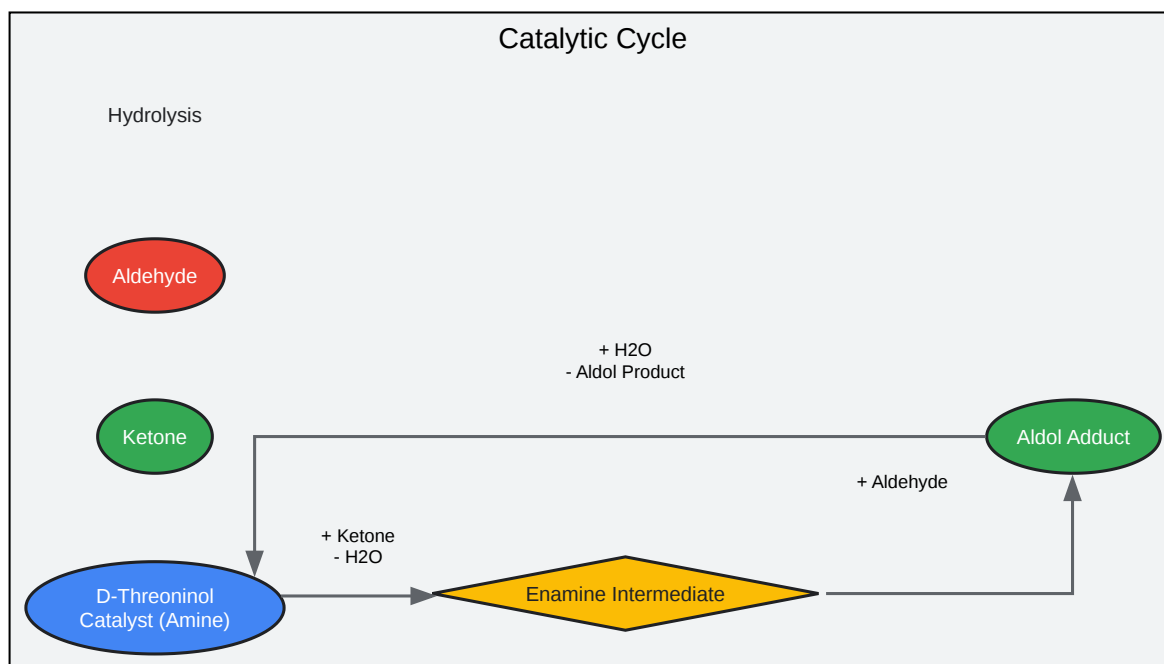 Catalytic Cycle
Hydrolysis
Aldehyde
+ H2O
- Aldol Product
Ketone
Aldol Adduct
+ Aldehyde
+ Ketone
- H2O
D-Threoninol
Catalyst (Amine)
Enamine Intermediate